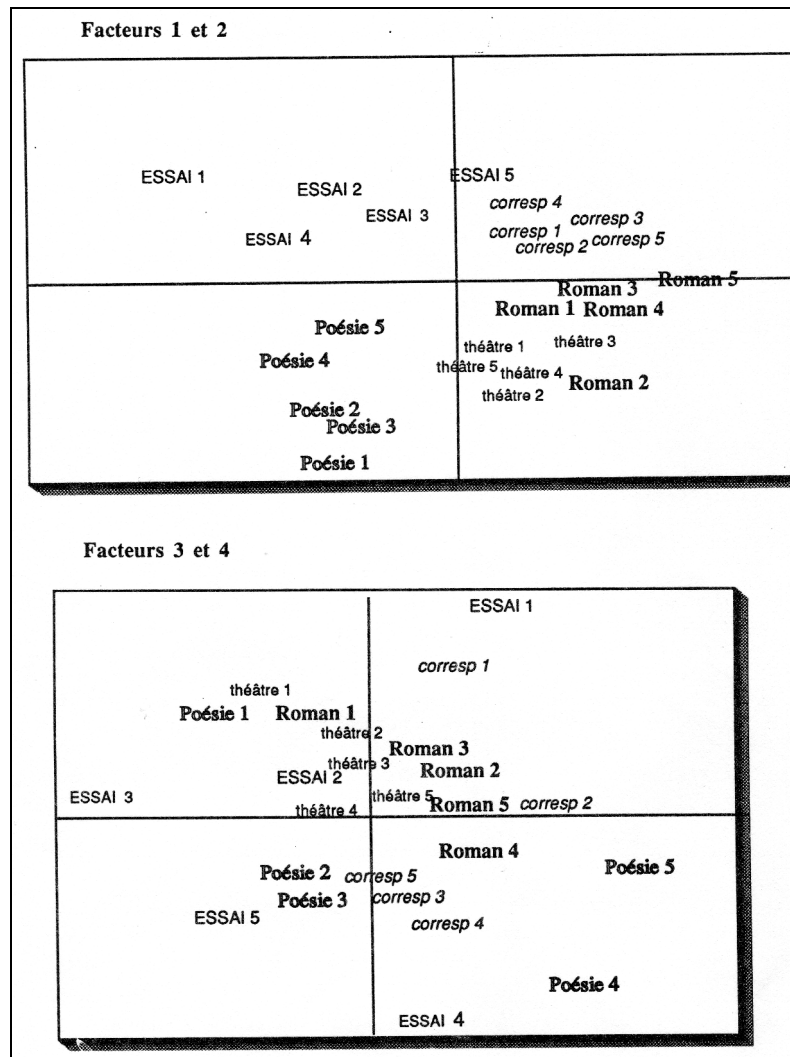 Facteurs 1 et 2
ESSAI 1
ESSAI 2
ESSAI 5
corresp 4
ESSAI 3
corresp 3
corresp 1
ESSAI 4
corresp 2
corresp 5
Roman 5
Roman 3
Roman 1
Roman 4
Poésie 5
théâtre 1
théâtre 3
Poésie 4
théâtre 5
théâtre 4
Roman 2
théâtre 2
Poésie 2
Poésie 3
Poésie 1
Facteurs 3 et 4
ESSAI 1
corresp 1
théâtre 1
Poésie 1
Roman 1
théâtre 2
Roman 3
théâtre 3
Roman 2
ESSAI 2
ESSAI 3
théâtre 5
théâtre 4
Roman 5
corresp 2
Roman 4
Poésie 5
Poésie 2
corresp 5
Poésie 3
corresp 3
ESSAI 5
corresp 4
Poésie 4
ESSAI 4